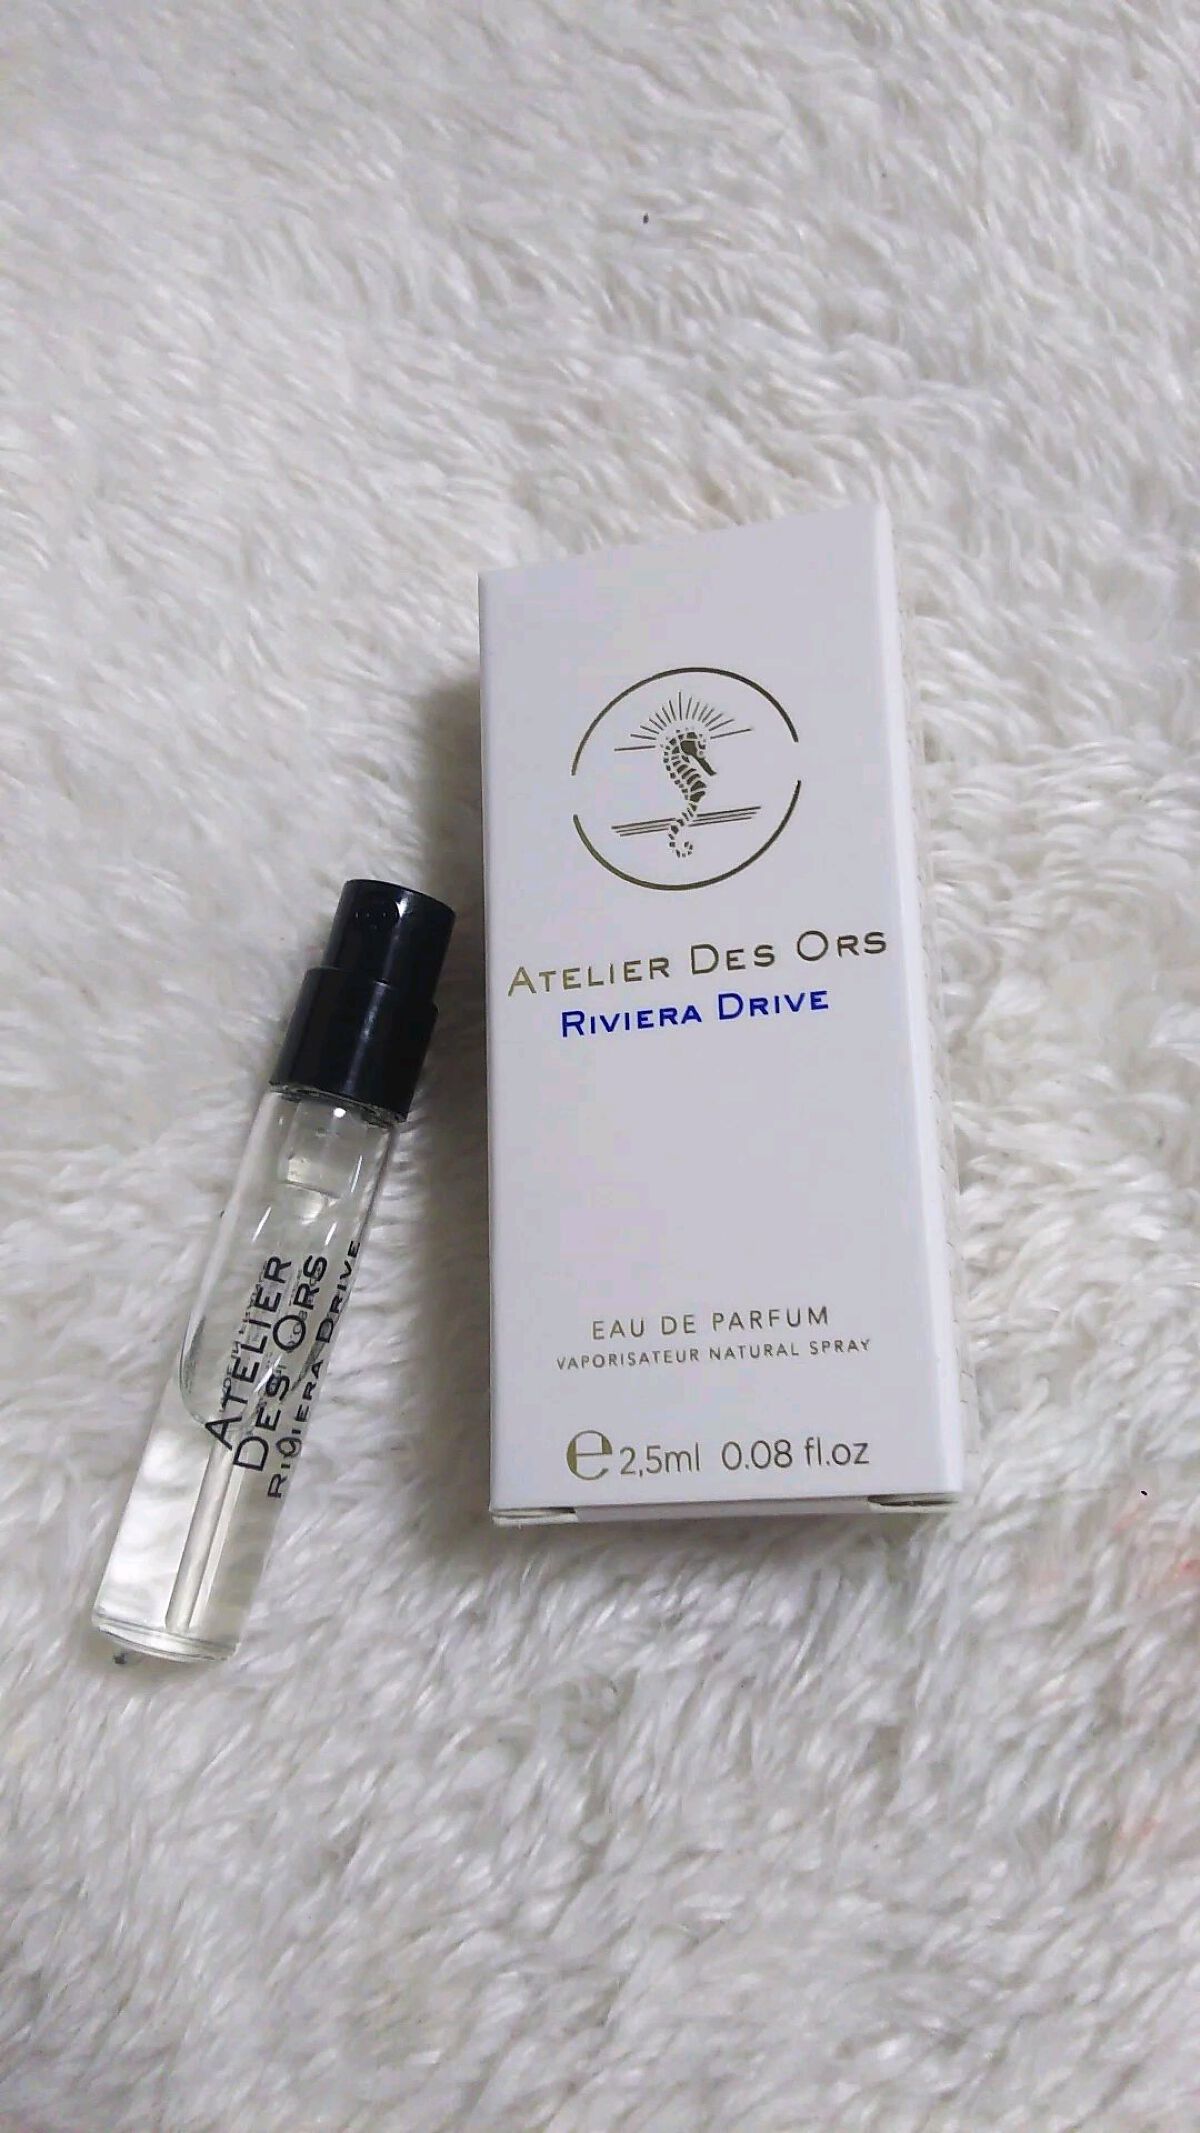 ATELIER DES ORS
RIVIERA DRIVE
EAU DE PARFUM
VAPORISATEUR NATURAL SPRAY
e 2,5ml 0.08 fl.oz
ATELIER
DES ORS
RIVIERA DRIVE